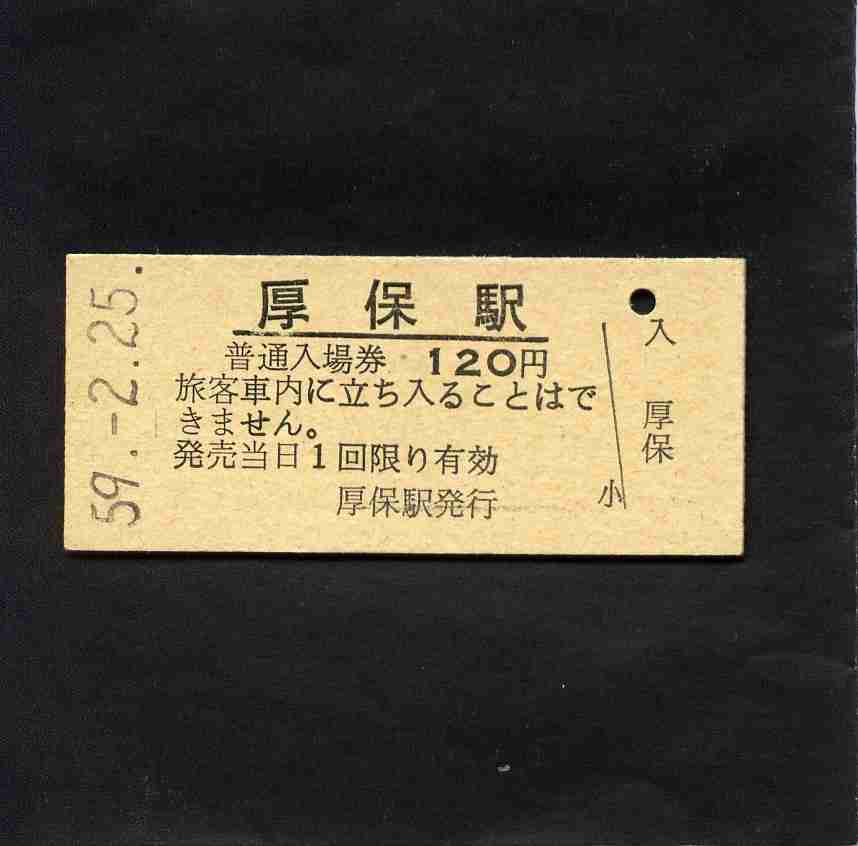 59.-2.25.
厚保駅
普通入場券 120円
旅客車内に立ち入ることはで
きません。
発売当日1回限り有効
厚保駅発行
小
入
厚保